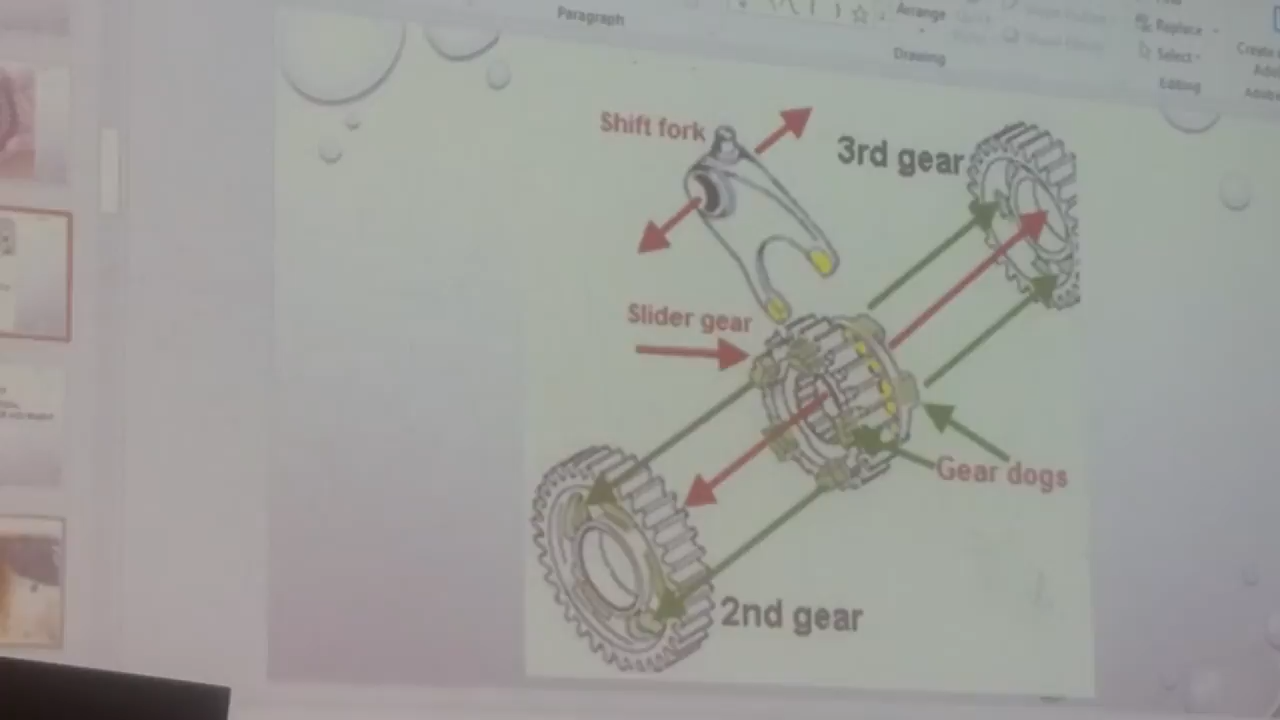 Paragraph
Arrange
Drawing
Replace
Select
Editing
Shift fork
3rd gear
Slider gear
Gear dogs
2nd gear